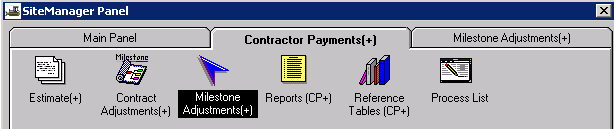 SiteManager Panel
Main Panel
Contractor Payments(+)
Milestone Adjustments(+)
Milestone
Estimate(+)
Contract
Adjustments(+)
Milestone
Adjustments(+)
Reports (CP+)
Reference
Tables (CP+)
Process List